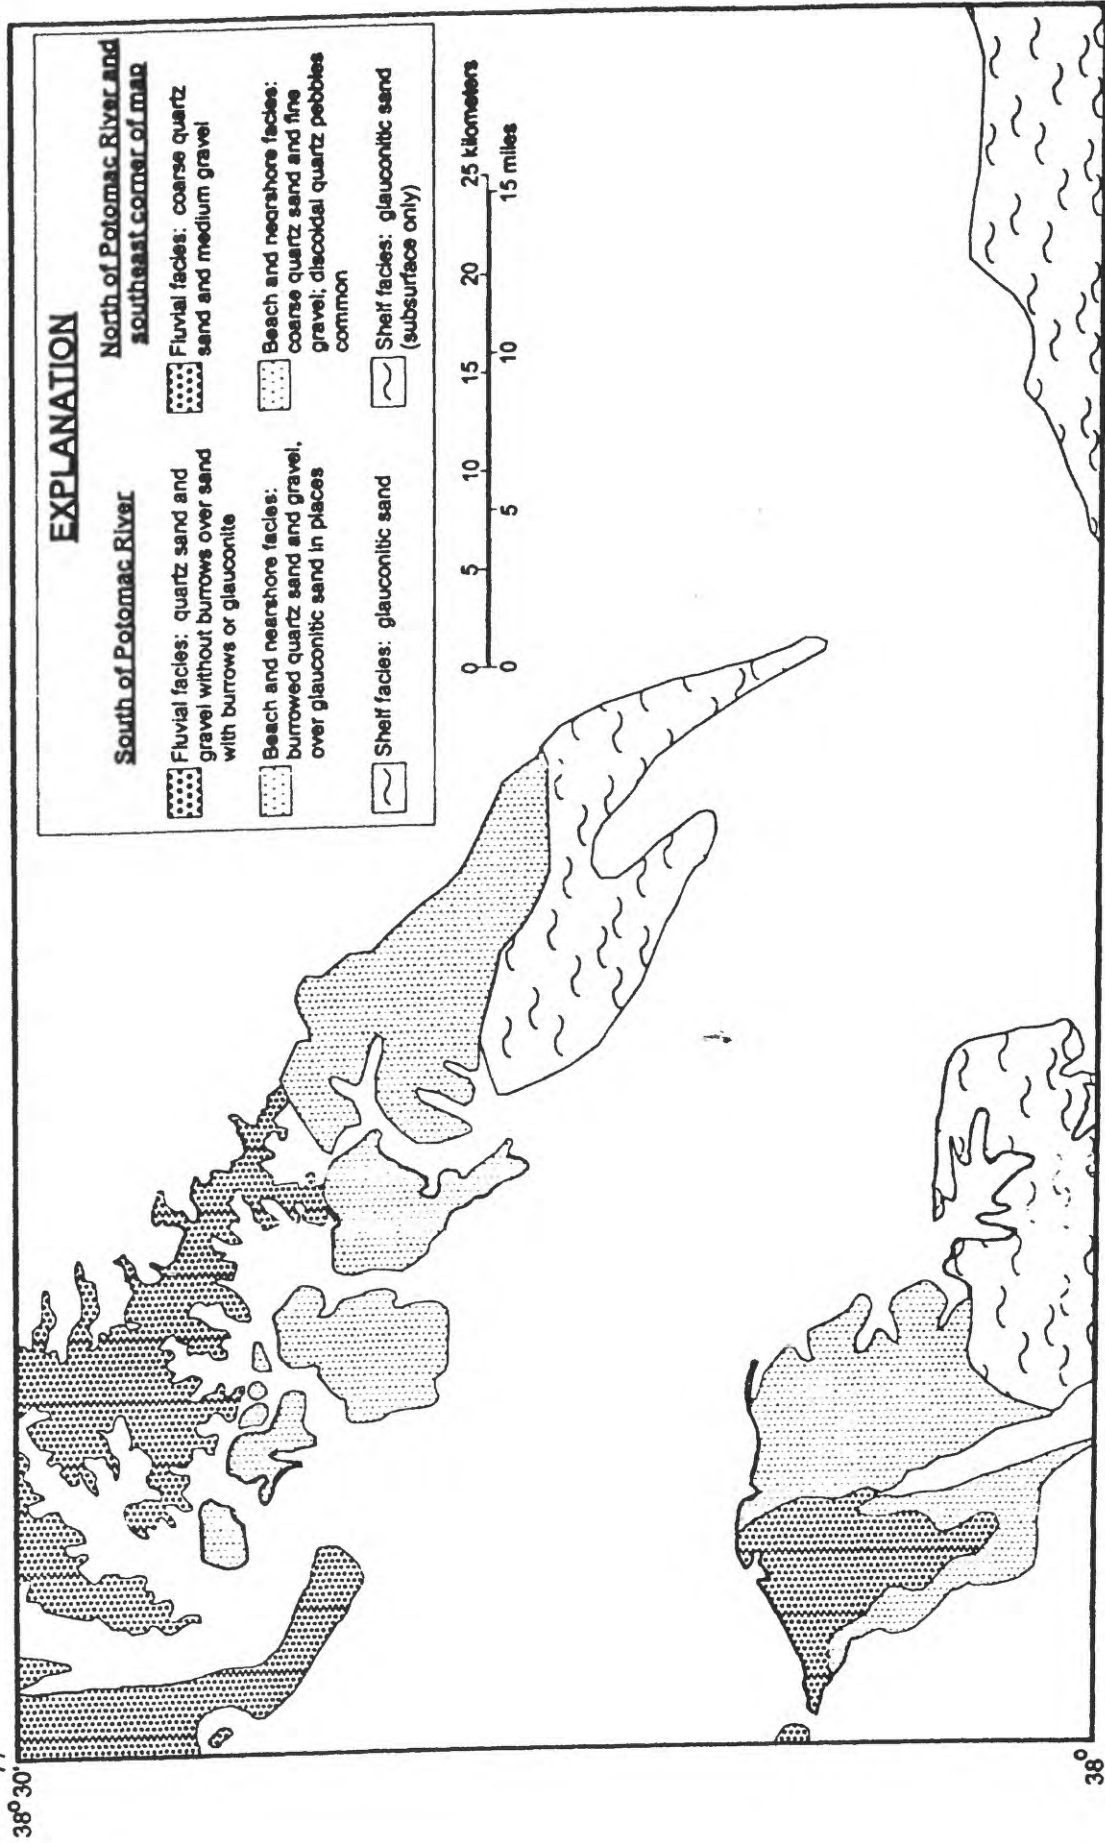 EXPLANATION
South of Potomac River
Fluvial facies: quartz sand and
gravel without burrows over sand
with burrows or glauconite
Beach and nearshore facies:
burrowed quartz sand and gravel,
over glauconitic sand in places
Shelf facies: glauconitic sand
North of Potomac River and
southeast corner of map
Fluvial facies: coarse quartz
sand and medium gravel
Beach and nearshore facies:
coarse quartz sand and fine
gravel; discoidal quartz pebbles
common
Shelf facies: glauconitic sand
(subsurface only)
0 5 10 15 20 25 kilometers
0 5 10 15 miles
38° 30'
38°